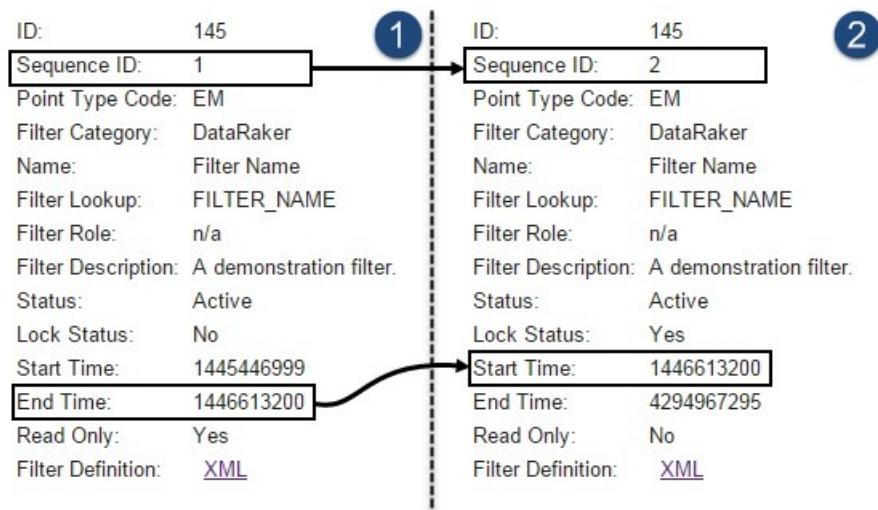 1
ID: 145
Sequence ID: 1
Point Type Code: EM
Filter Category: DataRaker
Name: Filter Name
Filter Lookup: FILTER_NAME
Filter Role: n/a
Filter Description: A demonstration filter.
Status: Active
Lock Status: No
Start Time: 1445446999
End Time: 1446613200
Read Only: Yes
Filter Definition: XML
2
ID: 145
Sequence ID: 2
Point Type Code: EM
Filter Category: DataRaker
Name: Filter Name
Filter Lookup: FILTER_NAME
Filter Role: n/a
Filter Description: A demonstration filter.
Status: Active
Lock Status: Yes
Start Time: 1446613200
End Time: 4294967295
Read Only: No
Filter Definition: XML